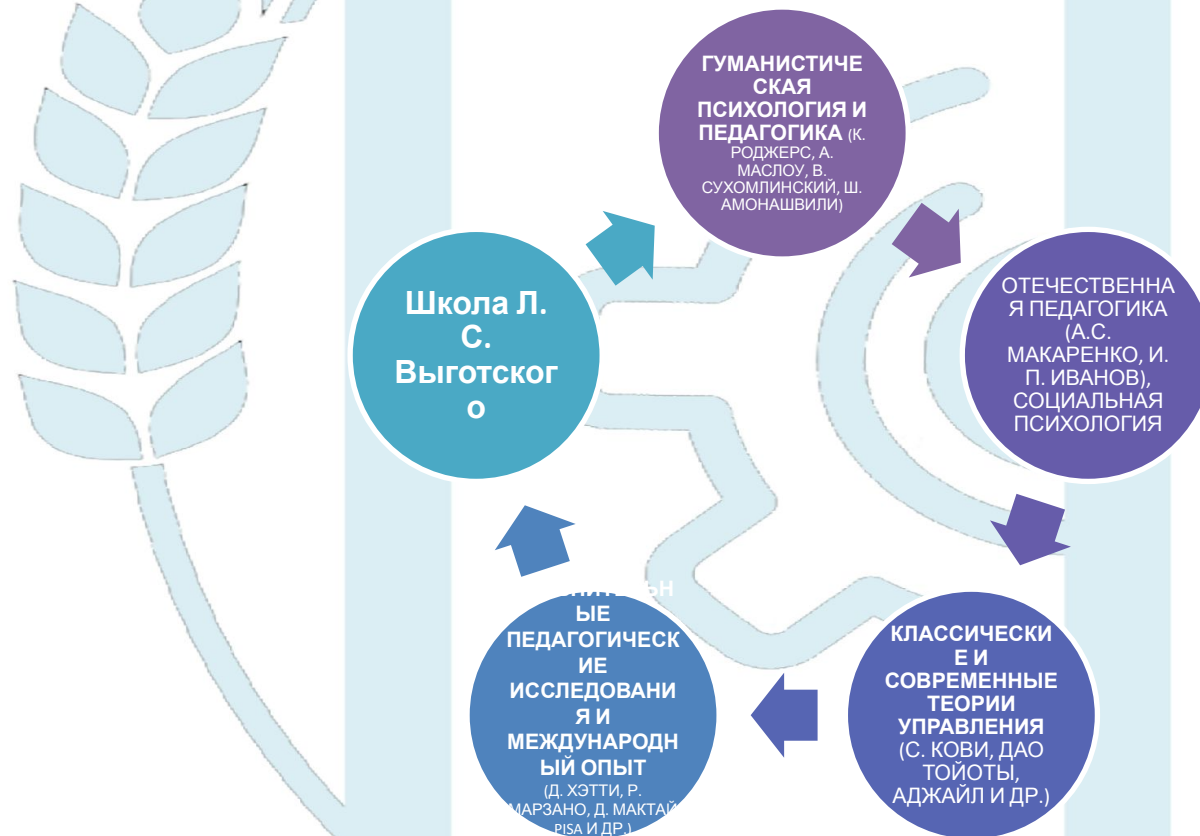 ГУМАНИСТИЧЕ
СКАЯ
ПСИХОЛОГИЯ И
ПЕДАГОГИКА (К.
РОДЖЕРС, А.
МАСЛОУ, В.
СУХОМЛИНСКИЙ, Ш.
АМОНАШВИЛИ)
ОТЕЧЕСТВЕННА
Я ПЕДАГОГИКА
(А.С.
МАКАРЕНКО, И.
П. ИВАНОВ),
СОЦИАЛЬНАЯ
ПСИХОЛОГИЯ
КЛАССИЧЕСКИ
Е И
СОВРЕМЕННЫЕ
ТЕОРИИ
УПРАВЛЕНИЯ
(С. КОВИ, ДАО
ТОЙОТЫ,
АДЖАЙЛ И ДР.)
ЫЕ
ПЕДАГОГИЧЕСК
ИЕ
ИССЛЕДОВАНИ
Я И
МЕЖДУНАРОДН
ЫЙ ОПЫТ
(Д. ХЭТТИ, Р.
МАРЗАНО, Д. МАКТАЙ
PISA И ДР.)
Школа Л.
С.
Выготског
о